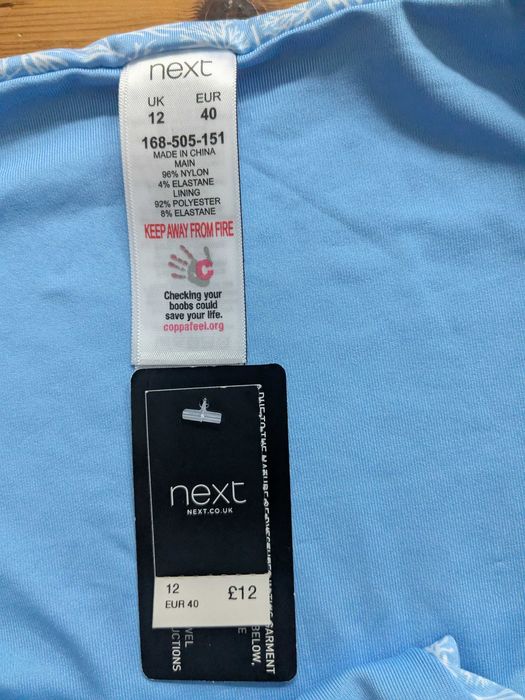 next
UK EUR
12 40
168-505-151
MADE IN CHINA
MAIN
96% NYLON
4% ELASTANE
LINING
92% POLYESTER
8% ELASTANE
KEEP AWAY FROM FIRE
C
Checking your
boobs could
save your life.
coppafeel.org
next
NEXT.CO.UK
12 £12
EUR 40
GARMENT
BELOW,